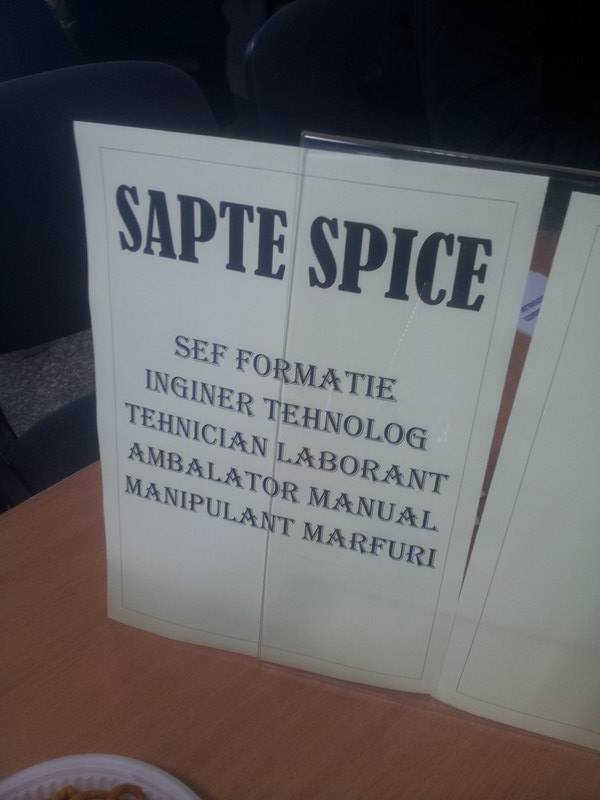 SAPTE SPICE
SEF FORMATIE
INGINER TEHNOLOG
TEHNICIAN LABORANT
AMBALATOR MANUAL
MANIPULANT MARFURI